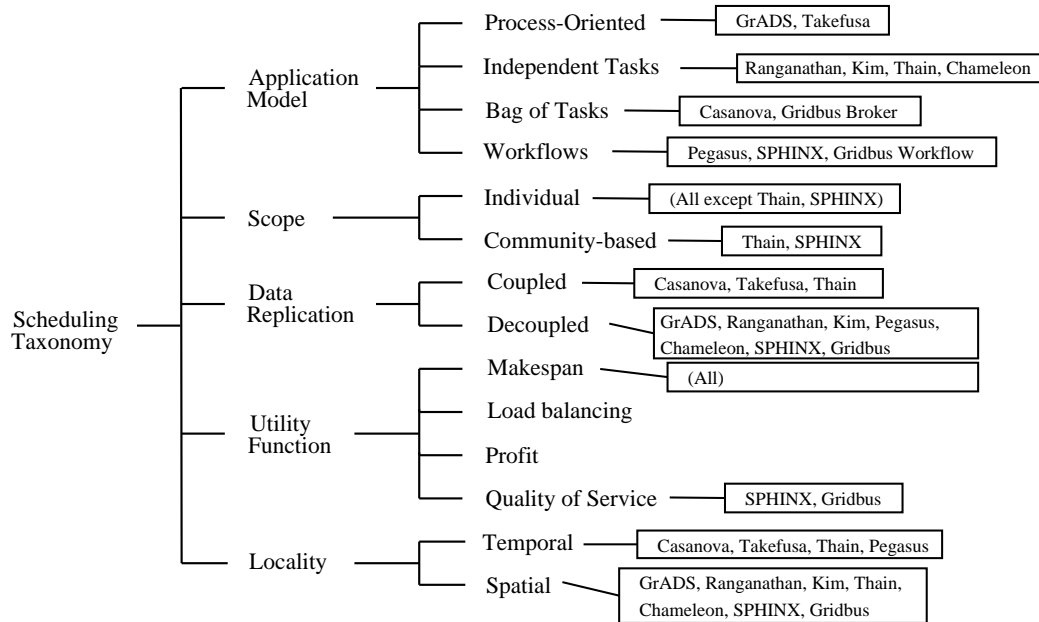 Process-Oriented
GrADS, Takefusa
Application
Model
Independent Tasks
Ranganathan, Kim, Thain, Chameleon
Bag of Tasks
Casanova, Gridbus Broker
Workflows
Pegasus, SPHINX, Gridbus Workflow
Scope
Individual
(All except Thain, SPHINX)
Community-based
Thain, SPHINX
Scheduling
Taxonomy
Data
Replication
Coupled
Casanova, Takefusa, Thain
Decoupled
GrADS, Ranganathan, Kim, Pegasus,
Chameleon, SPHINX, Gridbus
Utility
Function
Makespan
(All)
Load balancing
Profit
Quality of Service
SPHINX, Gridbus
Locality
Temporal
Casanova, Takefusa, Thain, Pegasus
Spatial
GrADS, Ranganathan, Kim, Thain,
Chameleon, SPHINX, Gridbus